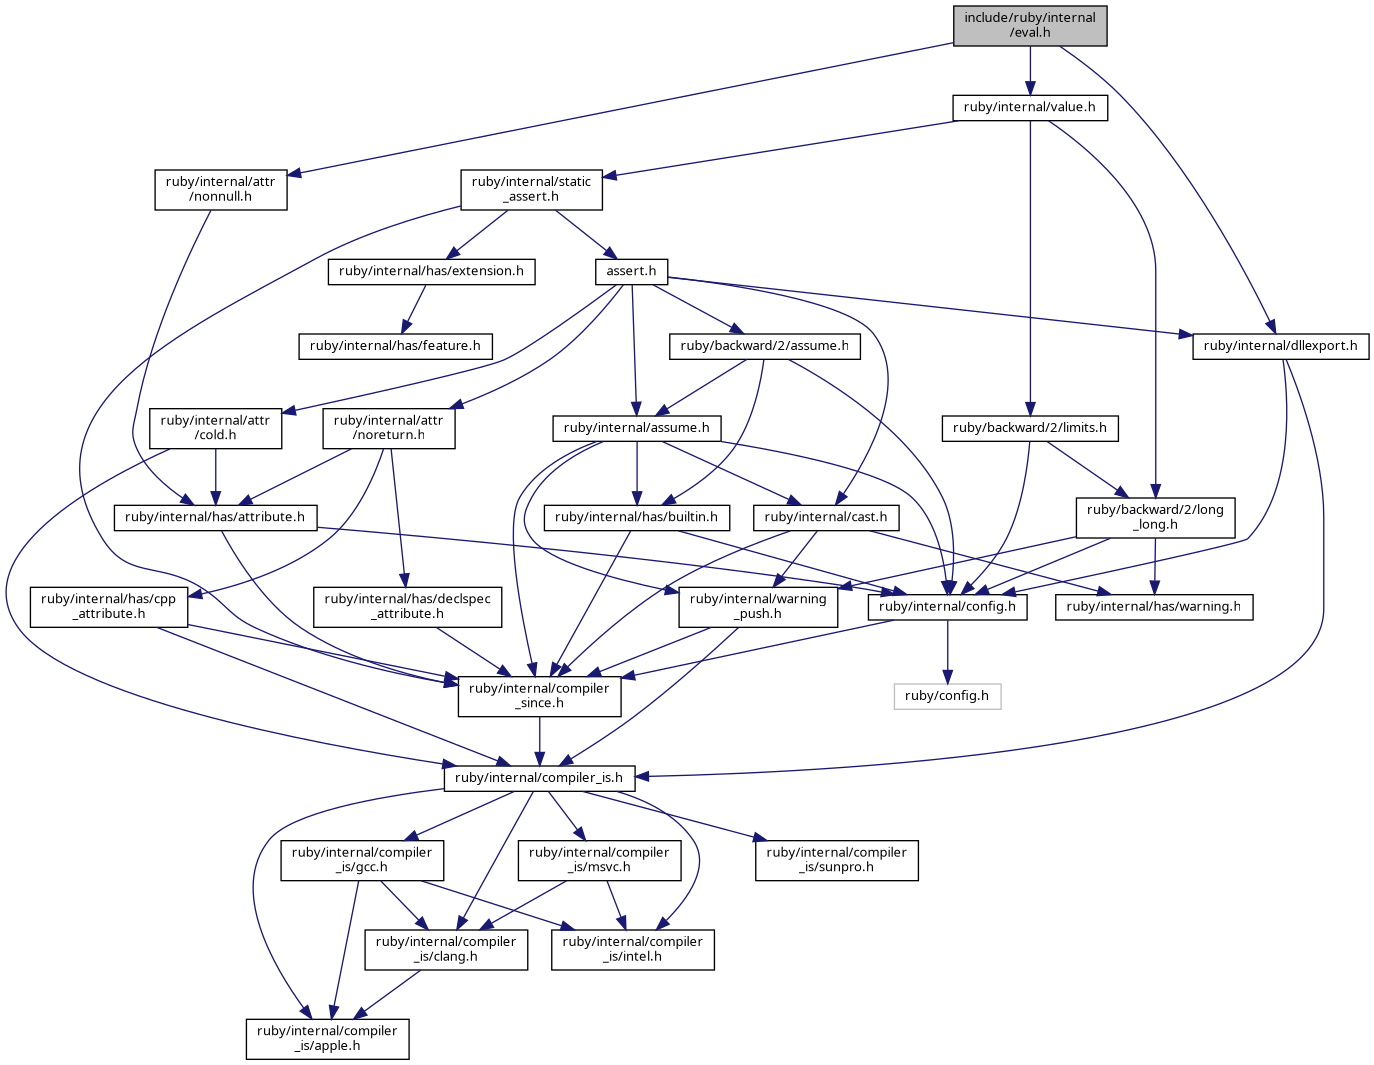 include/ruby/internal
/eval.h
ruby/internal/value.h
ruby/internal/attr
/nonnull.h
ruby/internal/static
_assert.h
ruby/internal/has/extension.h
assert.h
ruby/internal/has/feature.h
ruby/backward/2/assume.h
ruby/internal/dllexport.h
ruby/internal/attr
/cold.h
ruby/internal/attr
/noreturn.h
ruby/internal/assume.h
ruby/backward/2/limits.h
ruby/internal/has/attribute.h
ruby/internal/has/builtin.h
ruby/internal/cast.h
ruby/backward/2/long
_long.h
ruby/internal/has/cpp
_attribute.h
ruby/internal/has/declspec
_attribute.h
ruby/internal/warning
_push.h
ruby/internal/config.h
ruby/internal/has/warning.h
ruby/internal/compiler
_since.h
ruby/config.h
ruby/internal/compiler_is.h
ruby/internal/compiler
_is/gcc.h
ruby/internal/compiler
_is/msvc.h
ruby/internal/compiler
_is/sunpro.h
ruby/internal/compiler
_is/clang.h
ruby/internal/compiler
_is/intel.h
ruby/internal/compiler
_is/apple.h